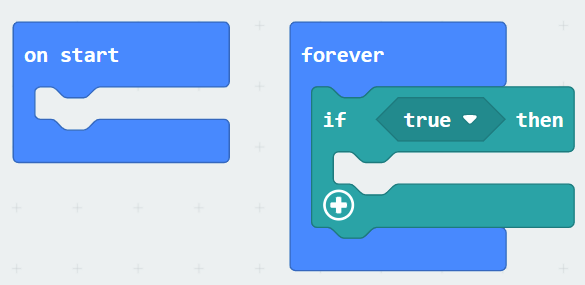 on start
forever
if true then